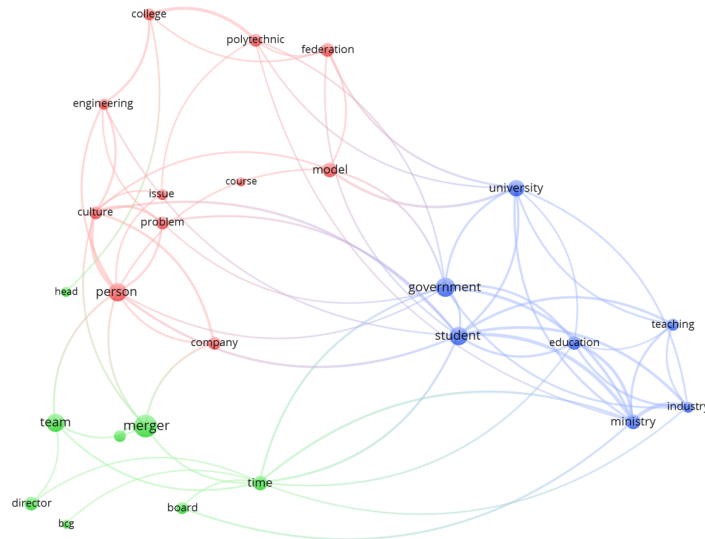 college
polytechnic
federation
engineering
model
course
university
issue
culture
problem
head
person
government
teaching
student
company
education
industry
team
merger
ministry
time
director
board
bcg